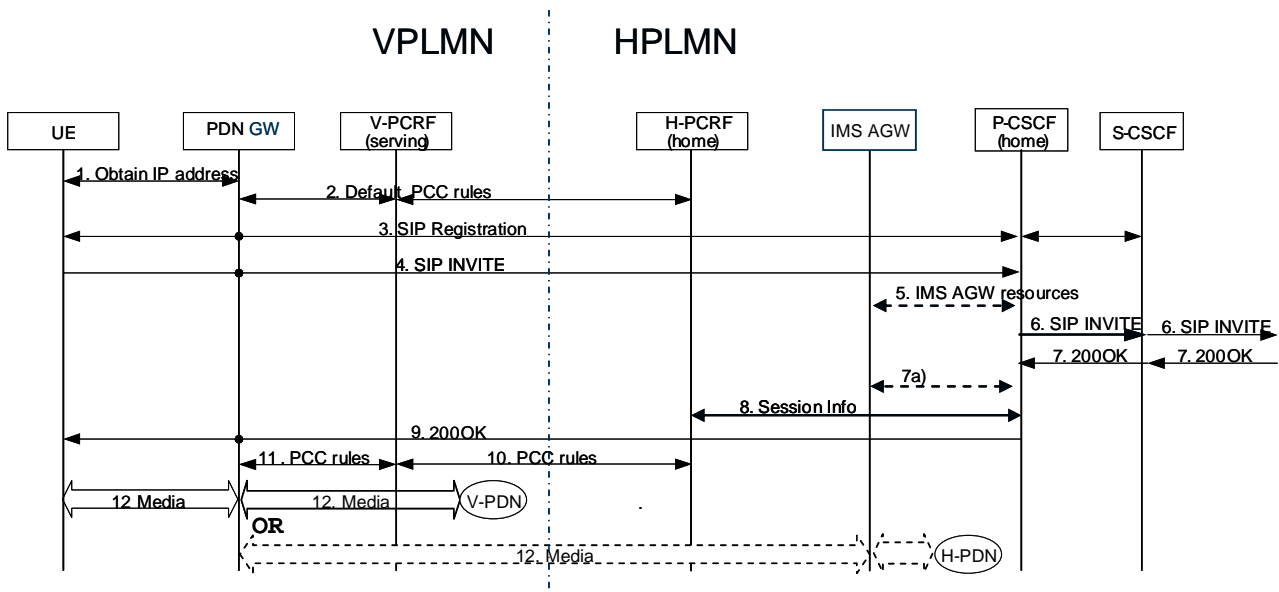 VPLMN HPLMN
UE
PDN GW
V-PCRF
(serving)
H-PCRF
(home)
IMS AGW
P-CSCF
(home)
S-CSCF
1. Obtain IP address
2. Default PCC rules
3. SIP Registration
4. SIP INVITE
5. IMS AGW resources
6. SIP INVITE
6. SIP INVITE
7. 200OK
7. 200OK
7a)
8. Session Info
9. 200OK
11. PCC rules
10. PCC rules
12 Media
12. Media
V-PDN
OR
12. Media
H-PDN